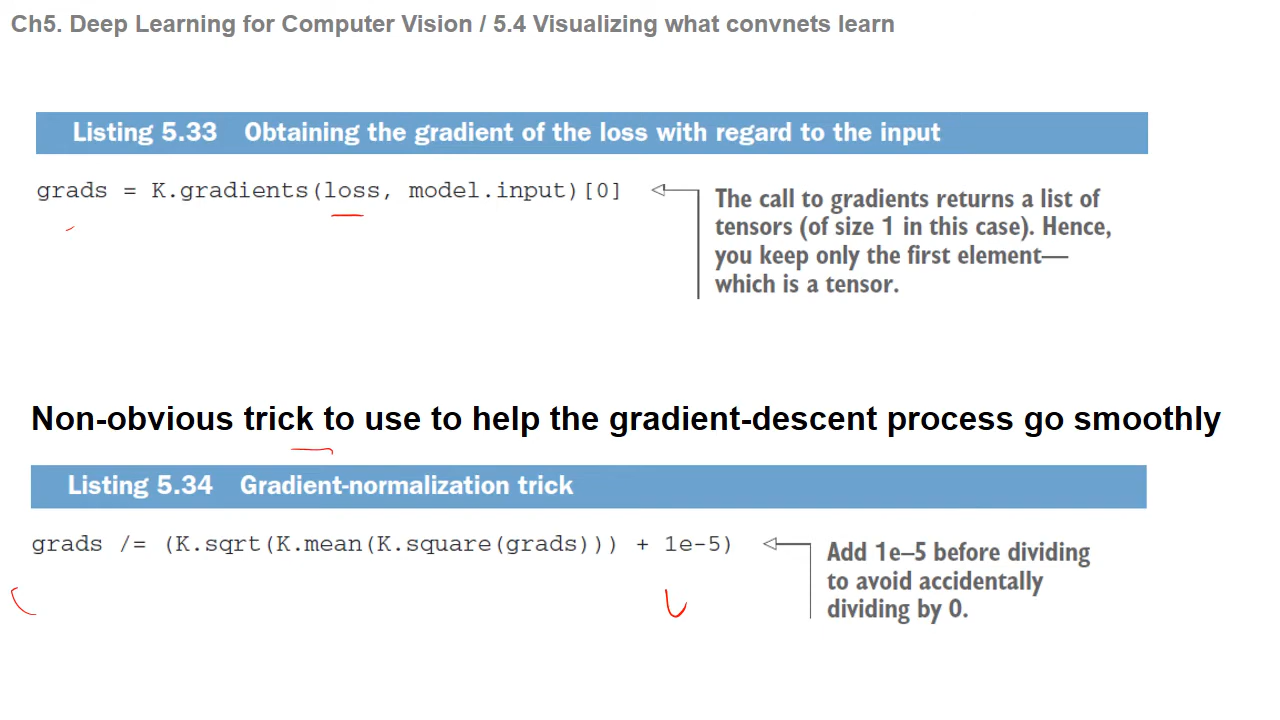 Ch5. Deep Learning for Computer Vision / 5.4 Visualizing what convnets learn
Listing 5.33 Obtaining the gradient of the loss with regard to the input
grads = K.gradients(loss, model.input)[0]
The call to gradients returns a list of
tensors (of size 1 in this case). Hence,
you keep only the first element—
which is a tensor.
Non-obvious trick to use to help the gradient-descent process go smoothly
Listing 5.34 Gradient-normalization trick
grads /= (K.sqrt(K.mean(K.square(grads))) + 1e-5)
Add 1e–5 before dividing
to avoid accidentally
dividing by 0.